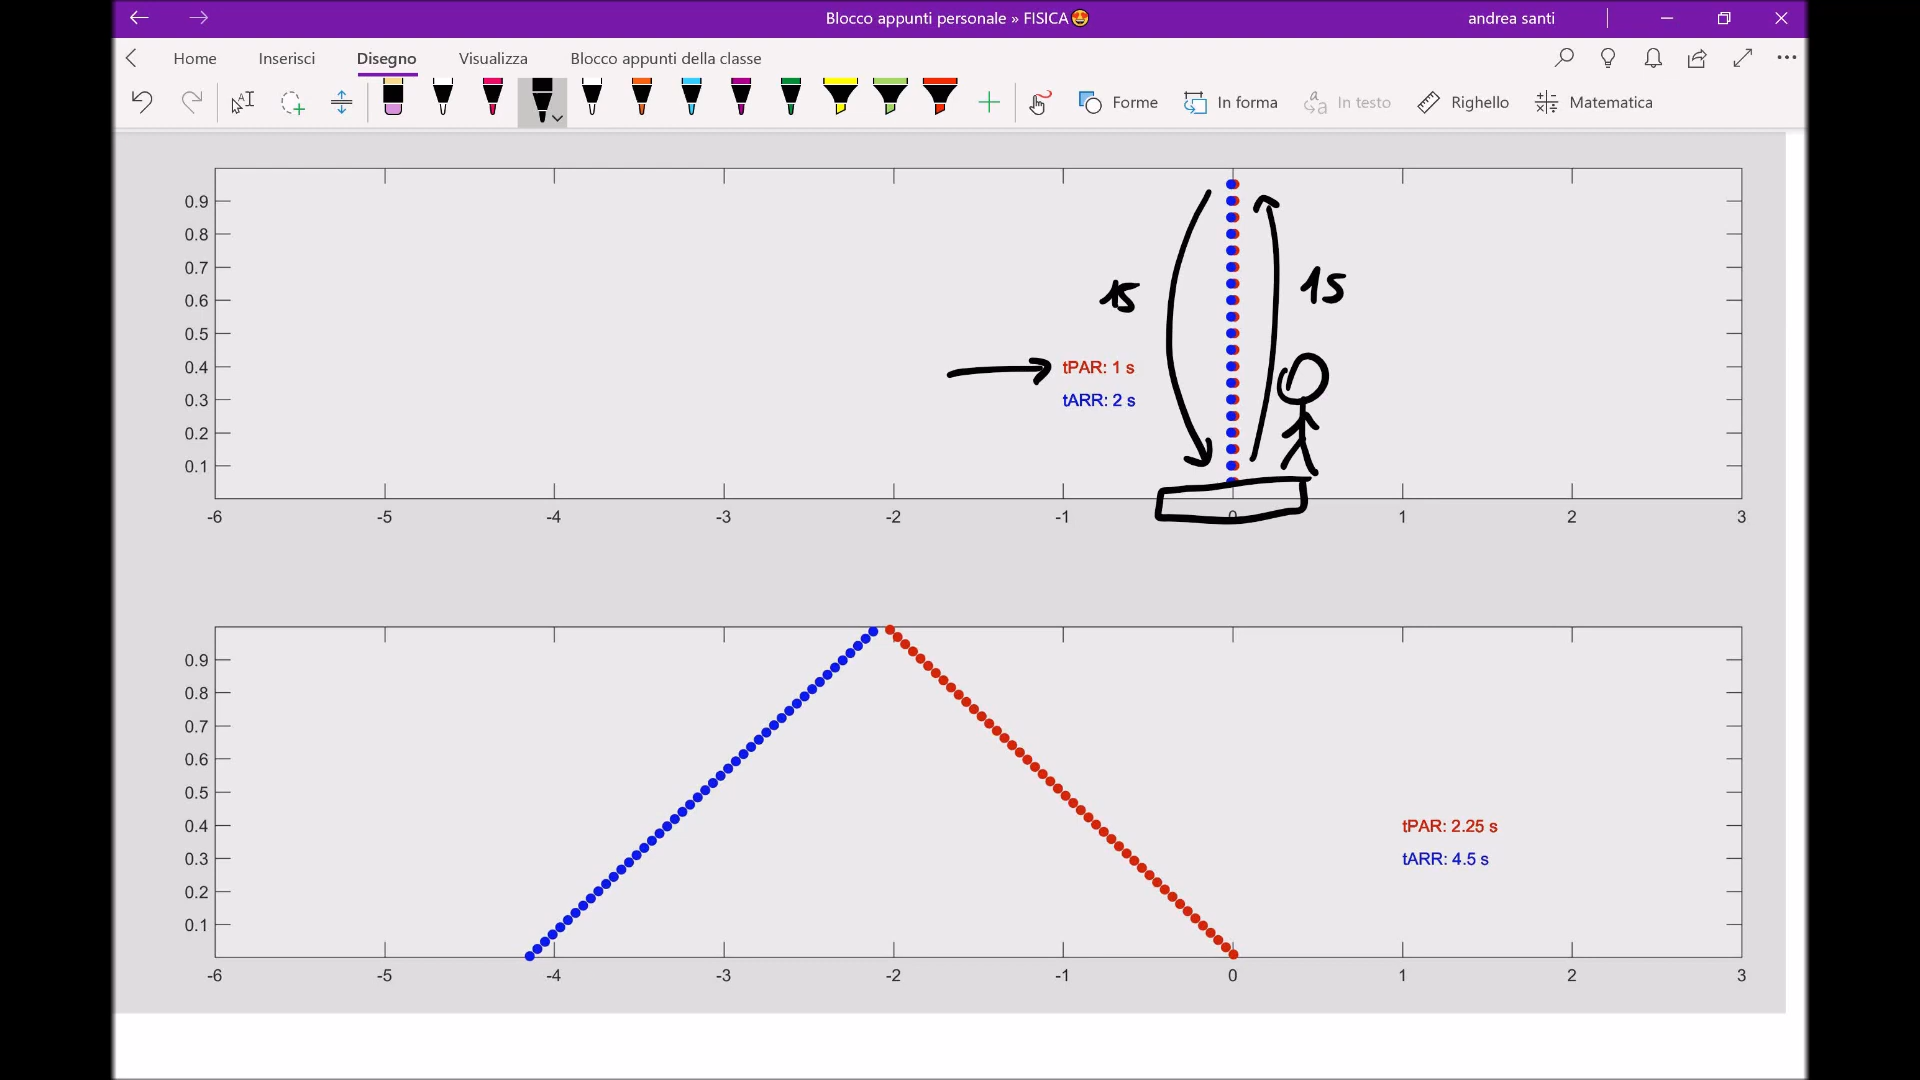 Blocco appunti personale » FISICA😍
andrea santi
Home Inserisci Disegno Visualizza Blocco appunti della classe
Forme In forma In testo Righello Matematica
0.9
0.8
0.7
0.6
0.5
0.4
0.3
0.2
0.1
1s
1s
tPAR: 1 s
tARR: 2 s
-6 -5 -4 -3 -2 -1 0 1 2 3
0.9
0.8
0.7
0.6
0.5
0.4
0.3
0.2
0.1
tPAR: 2.25 s
tARR: 4.5 s
-6 -5 -4 -3 -2 -1 0 1 2 3